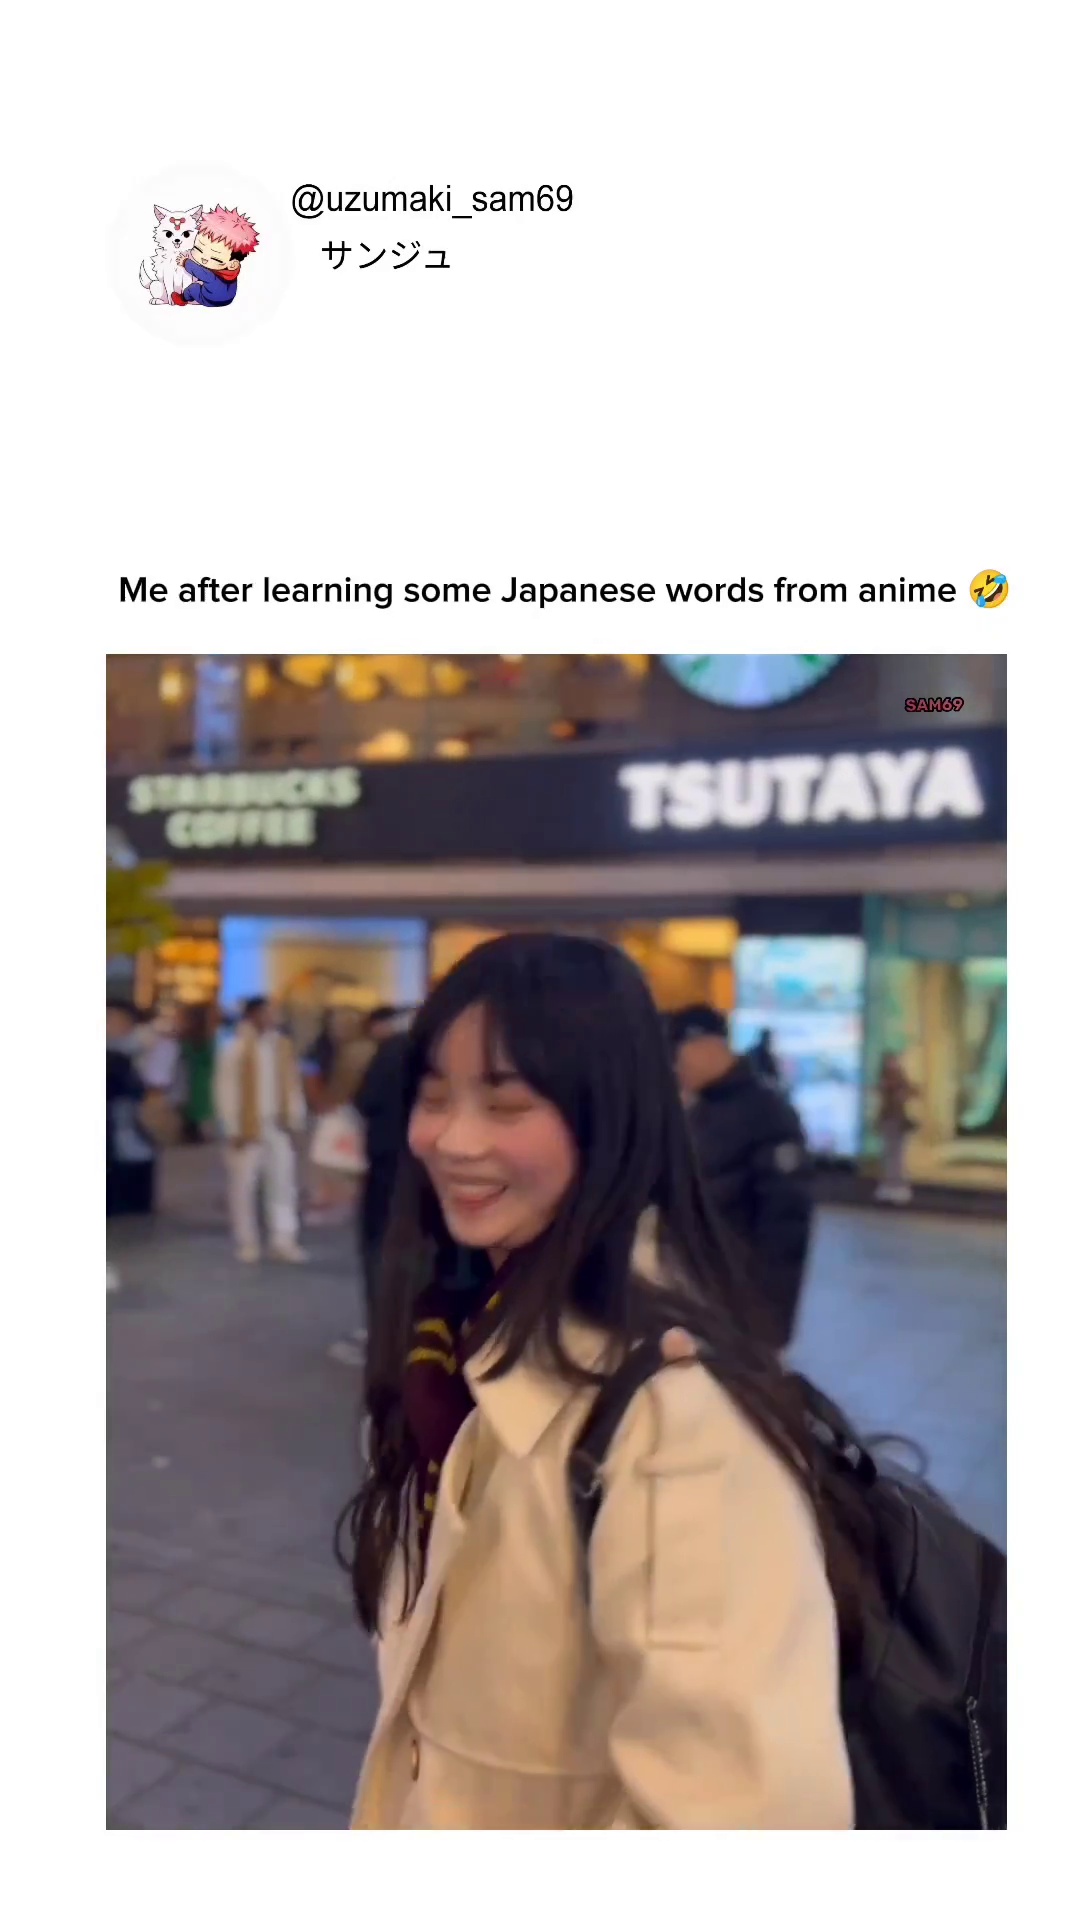 @uzumaki_sam69
サンジュ
Me after learning some Japanese words from anime 🤣
SAM69
STARBUCKS
COFFEE
TSUTAYA